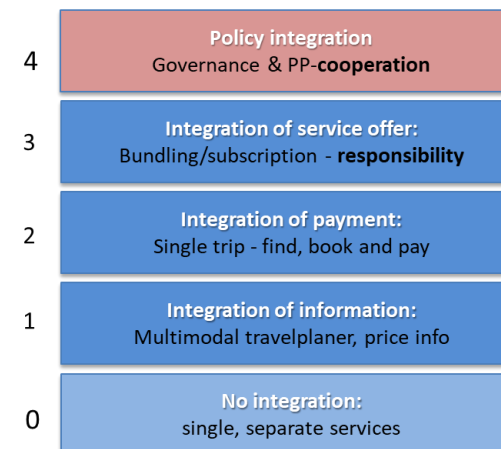 4
Policy integration
Governance & PP-cooperation
3
Integration of service offer:
Bundling/subscription - responsibility
2
Integration of payment:
Single trip - find, book and pay
1
Integration of information:
Multimodal travelplaner, price info
0
No integration:
single, separate services